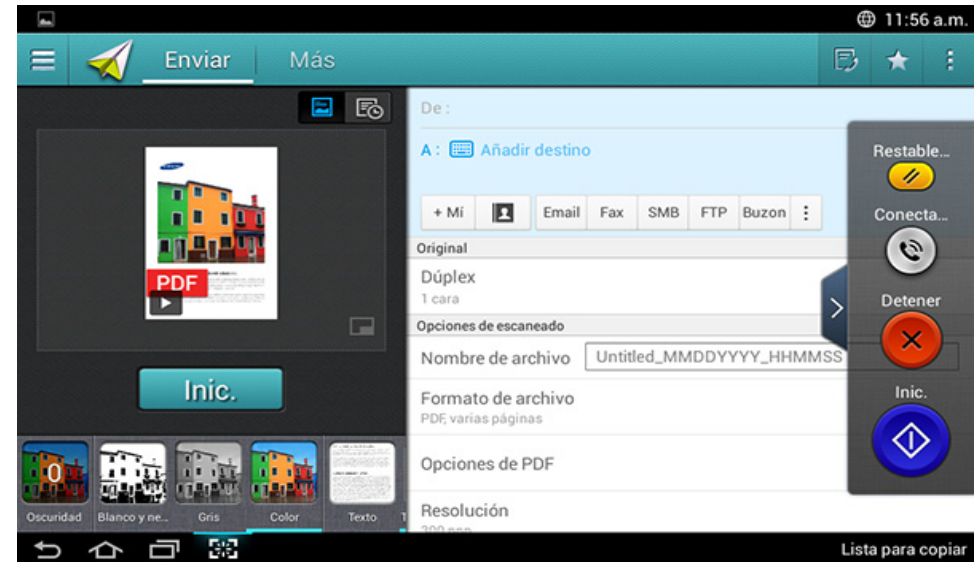 11:56 a.m.
Enviar
Más
De :
A :
Añadir destino
+ Mí
Email
Fax
SMB
FTP
Buzon
Original
Dúplex
1 cara
Opciones de escaneado
Nombre de archivo
Untitled_MMDDYYYY_HHMMSS
Formato de archivo
PDF, varias páginas
Opciones de PDF
Resolución
Restable...
Conecta...
Detener
Inic.
PDF
Inic.
0
Oscuridad
Blanco y ne...
Gris
Color
Texto
Lista para copiar